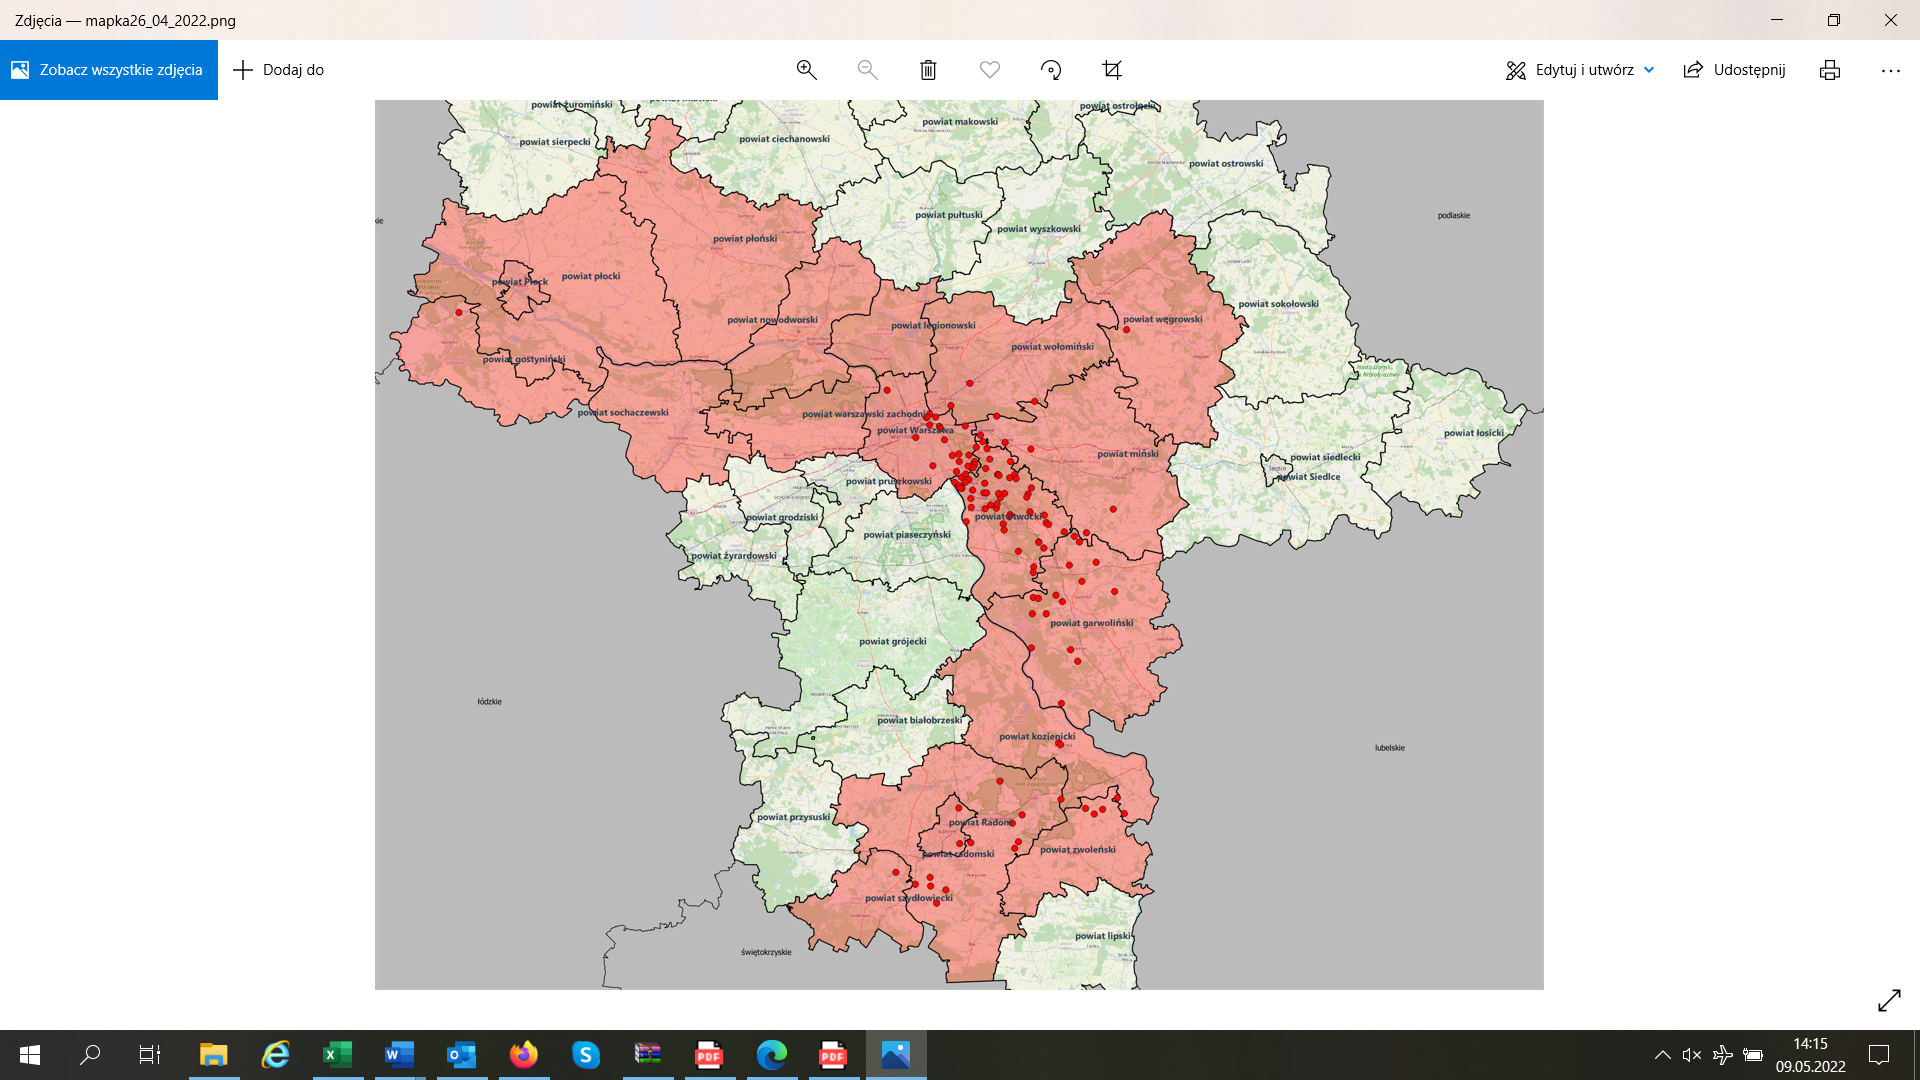 Zdjęcia — mapka26_04_2022.png
Zobacz wszystkie zdjęcia
Dodaj do
Edytuj i utwórz
Udostępnij
powiat żuromiński
powiat ostrołęcki
powiat makowski
powiat ciechanowski
powiat sierpecki
powiat ostrowski
powiat pułtuski
podlaskie
kie
powiat wyszkowski
powiat płoński
powiat płocki
powiat Płock
powiat sokołowski
powiat nowodworski
powiat węgrowski
powiat legionowski
powiat wołomiński
powiat gostyniński
powiat sochaczewski
powiat warszawski zachodni
powiat Warszawa
powiat łosicki
powiat miński
powiat siedlecki
powiat Siedlce
powiat pruszkowski
powiat grodziski
powiat otwocki
powiat piaseczyński
powiat żyrardowski
powiat garwoliński
powiat grójecki
łódzkie
powiat białobrzeski
powiat kozienicki
lubelskie
powiat przysuski
powiat Radom
powiat zwoleński
powiat radomski
powiat szydłowiecki
powiat lipski
świętokrzyskie
14:15
09.05.2022